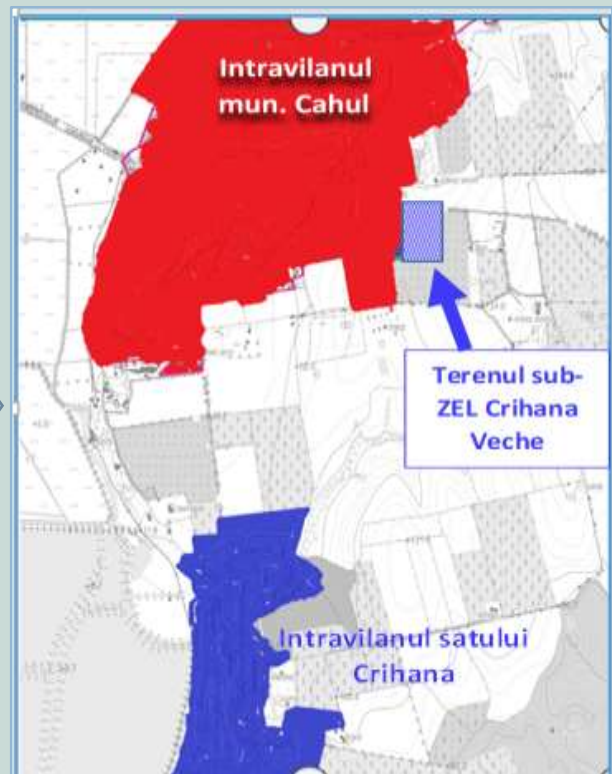 Intravilanul
mun. Cahul
Terenul sub-
ZEL Crihana
Veche
Intravilanul satului
Crihana